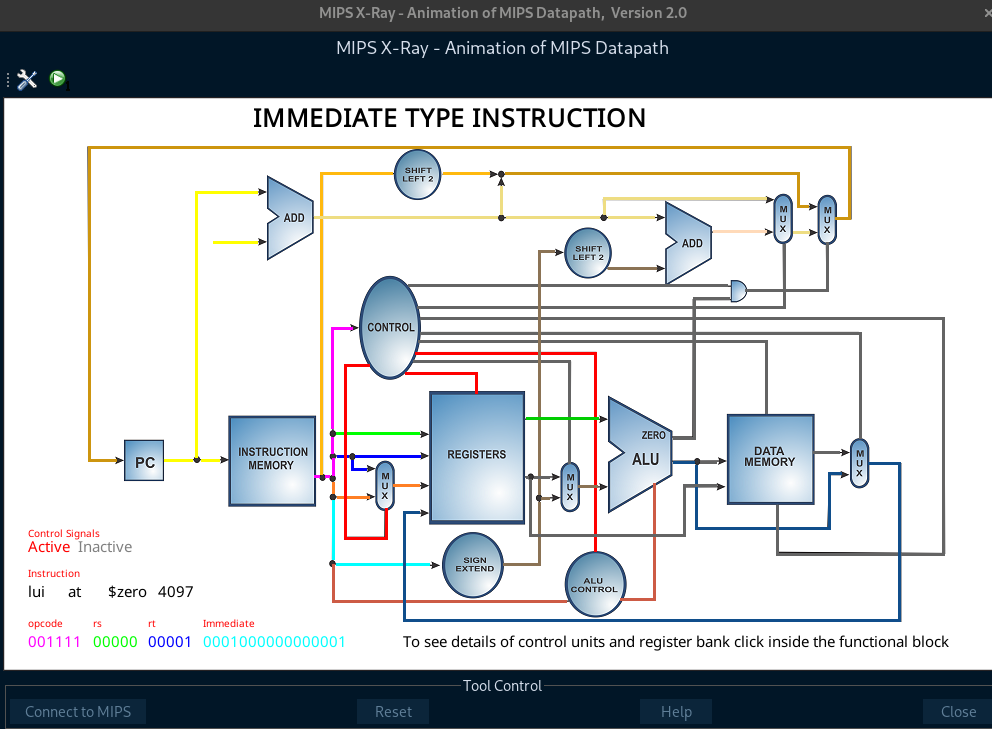 MIPS X-Ray - Animation of MIPS Datapath, Version 2.0
MIPS X-Ray - Animation of MIPS Datapath
IMMEDIATE TYPE INSTRUCTION
SHIFT
LEFT 2
ADD
MUX
MUX
SHIFT
LEFT 2
ADD
CONTROL
PC
INSTRUCTION
MEMORY
REGISTERS
MUX
MUX
ZERO
ALU
DATA
MEMORY
MUX
SIGN
EXTEND
ALU
CONTROL
Control Signals
Active Inactive
Instruction
lui at $zero 4097
opcode rs rt Immediate
001111 00000 00001 0001000000000001
To see details of control units and register bank click inside the functional block
Tool Control
Connect to MIPS Reset Help Close